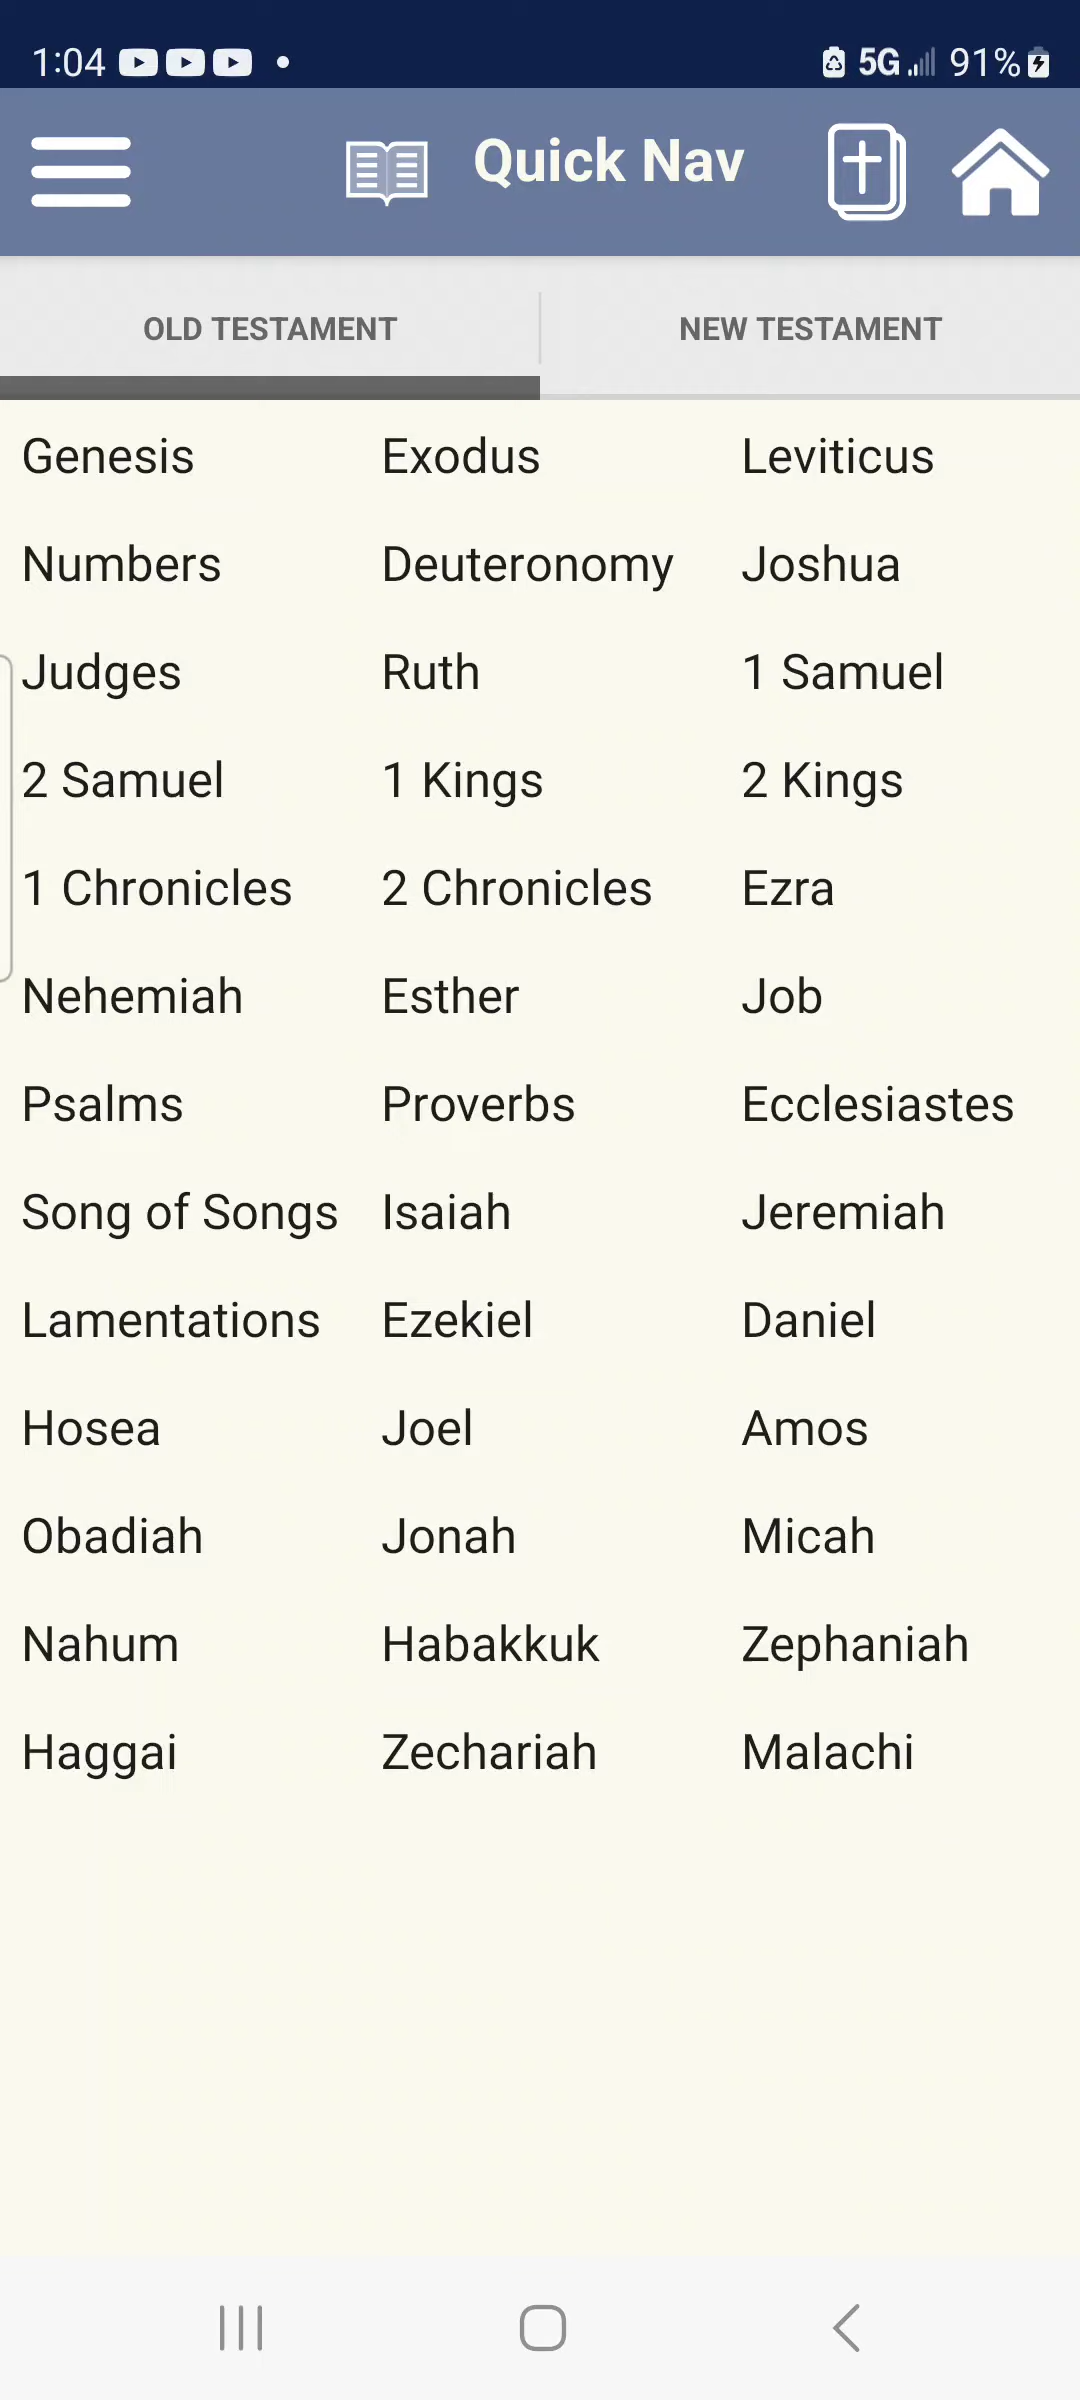 1:04 5G 91%
Quick Nav
OLD TESTAMENT NEW TESTAMENT
Genesis Exodus Leviticus
Numbers Deuteronomy Joshua
Judges Ruth 1 Samuel
2 Samuel 1 Kings 2 Kings
1 Chronicles 2 Chronicles Ezra
Nehemiah Esther Job
Psalms Proverbs Ecclesiastes
Song of Songs Isaiah Jeremiah
Lamentations Ezekiel Daniel
Hosea Joel Amos
Obadiah Jonah Micah
Nahum Habakkuk Zephaniah
Haggai Zechariah Malachi